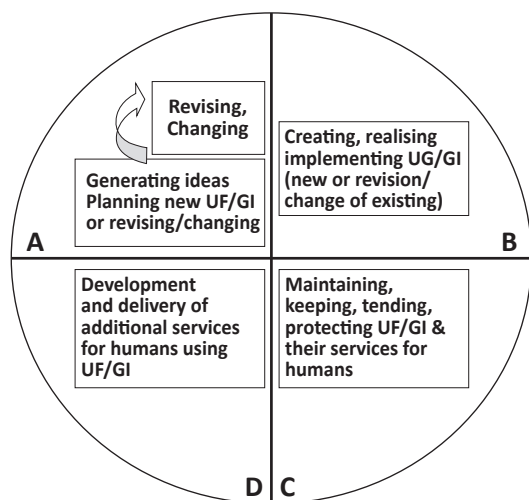 Revising,
Changing
Generating ideas
Planning new UF/GI
or revising/changing
A
Creating, realising
implementing UG/GI
(new or revision/
change of existing)
B
Development
and delivery of
additional services
for humans using
UF/GI
D
Maintaining,
keeping, tending,
protecting UF/GI &
their services for
humans
C